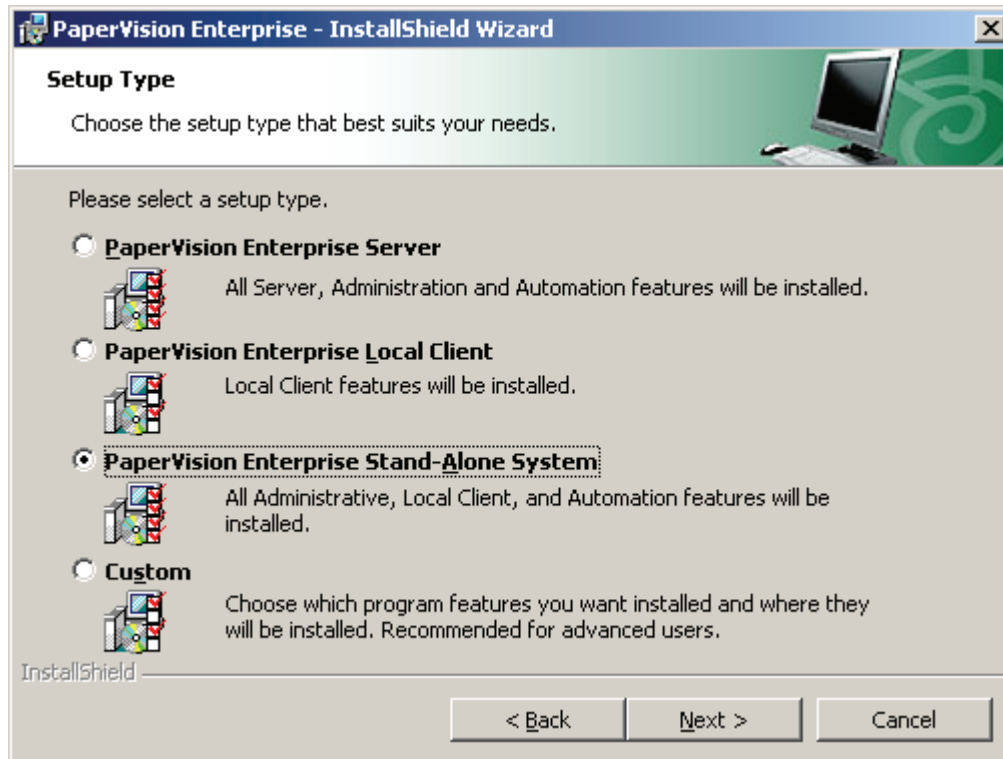 PaperVision Enterprise - InstallShield Wizard
Setup Type
Choose the setup type that best suits your needs.
Please select a setup type.
PaperVision Enterprise Server
All Server, Administration and Automation features will be installed.
PaperVision Enterprise Local Client
Local Client features will be installed.
PaperVision Enterprise Stand-Alone System
All Administrative, Local Client, and Automation features will be
installed.
Custom
Choose which program features you want installed and where they
will be installed. Recommended for advanced users.
InstallShield
< Back
Next >
Cancel